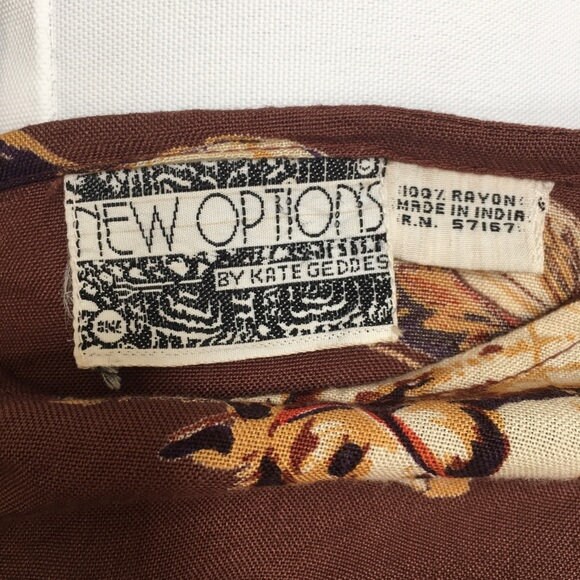 NEW OPTIONS
BY KATE GEDDES
ONE
100% RAYON
MADE IN INDIA
R.N. 57167